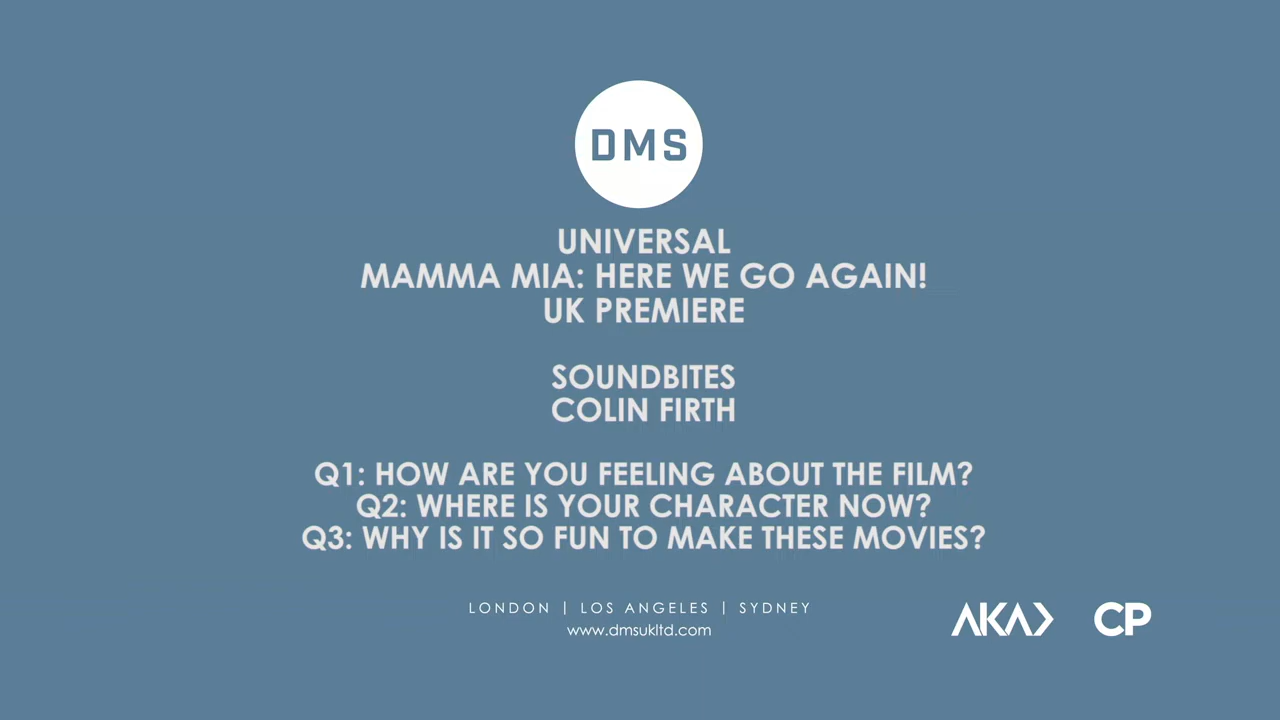 DMS
UNIVERSAL
MAMMA MIA: HERE WE GO AGAIN!
UK PREMIERE
SOUNDBITES
COLIN FIRTH
Q1: HOW ARE YOU FEELING ABOUT THE FILM?
Q2: WHERE IS YOUR CHARACTER NOW?
Q3: WHY IS IT SO FUN TO MAKE THESE MOVIES?
LONDON | LOS ANGELES | SYDNEY
www.dmsukltd.com
AKA
CP